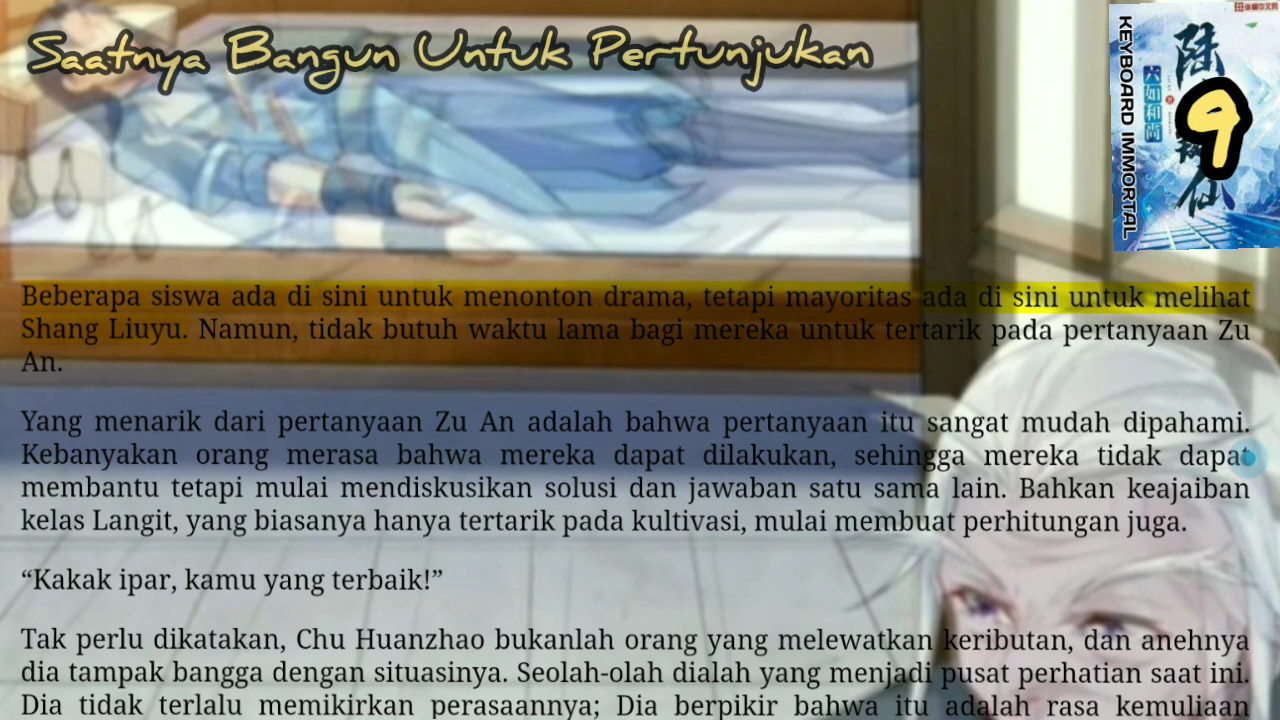 Saatnya Bangun Untuk Pertunjukan
KEYBOARD IMMORTAL
陆
仙
六如和尚
9
Beberapa siswa ada di sini untuk menonton drama, tetapi mayoritas ada di sini untuk melihat
Shang Liuyu. Namun, tidak butuh waktu lama bagi mereka untuk tertarik pada pertanyaan Zu
An.
Yang menarik dari pertanyaan Zu An adalah bahwa pertanyaan itu sangat mudah dipahami.
Kebanyakan orang merasa bahwa mereka dapat dilakukan, sehingga mereka tidak dapat
membantu tetapi mulai mendiskusikan solusi dan jawaban satu sama lain. Bahkan keajaiban
kelas Langit, yang biasanya hanya tertarik pada kultivasi, mulai membuat perhitungan juga.
“Kakak ipar, kamu yang terbaik!”
Tak perlu dikatakan, Chu Huanzhao bukanlah orang yang melewatkan keributan, dan anehnya
dia tampak bangga dengan situasinya. Seolah-olah dialah yang menjadi pusat perhatian saat ini.
Dia tidak terlalu memikirkan perasaannya; Dia berpikir bahwa itu adalah rasa kemuliaan